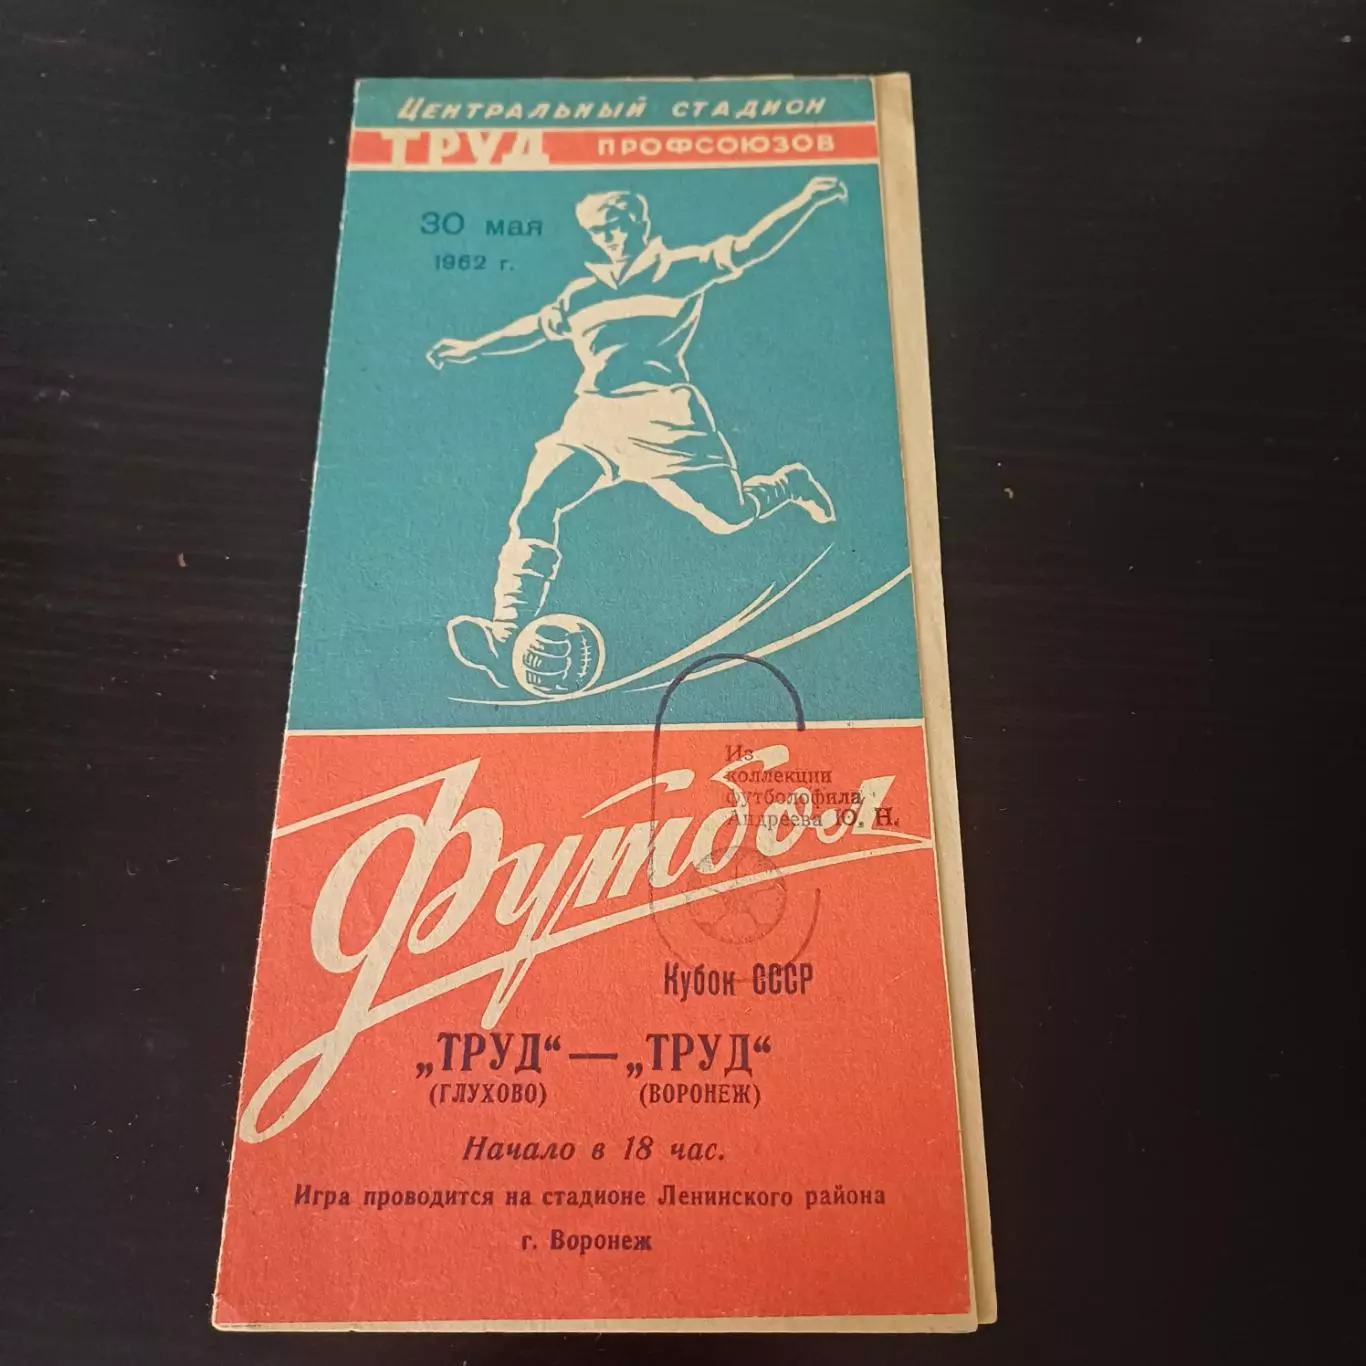 ЦЕНТРАЛЬНЫЙ СТАДИОН
ТРУД ПРОФСОЮЗОВ
30 мая
1962 г.
Футбол
Из
коллекции
футболофила
Андреева Ю. Н.
Кубок СССР
„ТРУД“ — „ТРУД“
(ГЛУХОВО) (ВОРОНЕЖ)
Начало в 18 час.
Игра проводится на стадионе Ленинского района
г. Воронеж